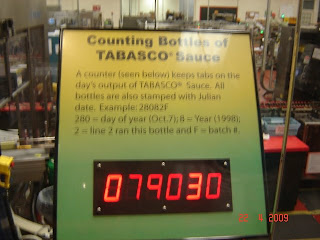 Counting Bottles of
TABASCO® Sauce
A counter (seen below) keeps tabs on the
day's output of TABASCO® Sauce. All
bottles are also stamped with Julian
date. Example: 28082F
280 = day of year (Oct.7); 8 = Year (1998);
2 = line 2 ran this bottle and F = batch #.
079030
2009